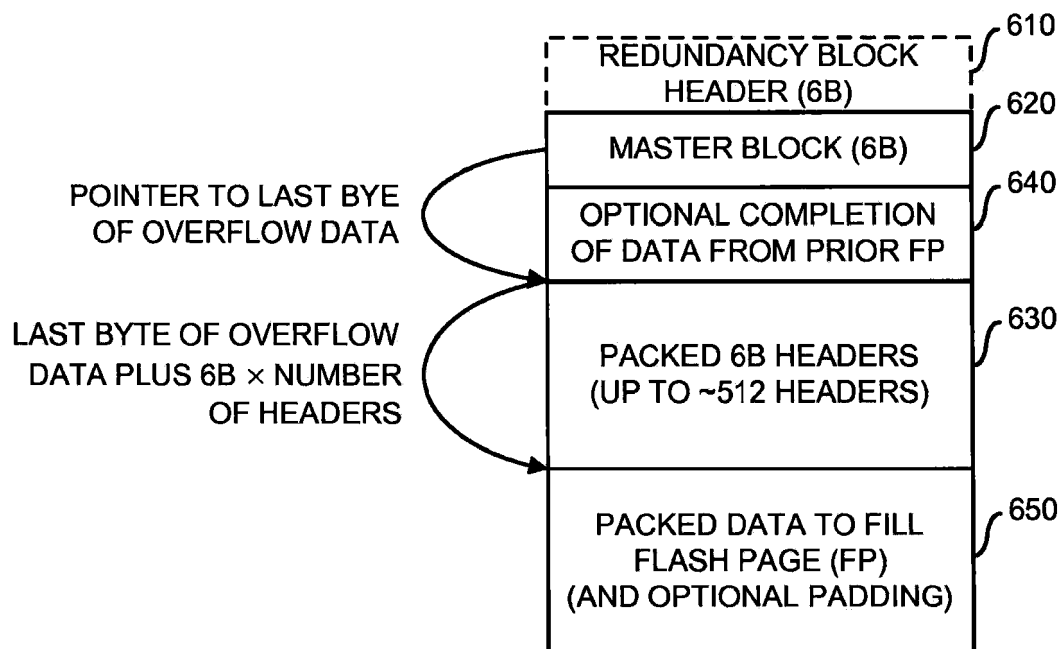 610
REDUNDANCY BLOCK
HEADER (6B)
620
MASTER BLOCK (6B)
POINTER TO LAST BYE
OF OVERFLOW DATA
640
OPTIONAL COMPLETION
OF DATA FROM PRIOR FP
630
LAST BYTE OF OVERFLOW
DATA PLUS 6B × NUMBER
OF HEADERS
PACKED 6B HEADERS
(UP TO ~512 HEADERS)
650
PACKED DATA TO FILL
FLASH PAGE (FP)
(AND OPTIONAL PADDING)